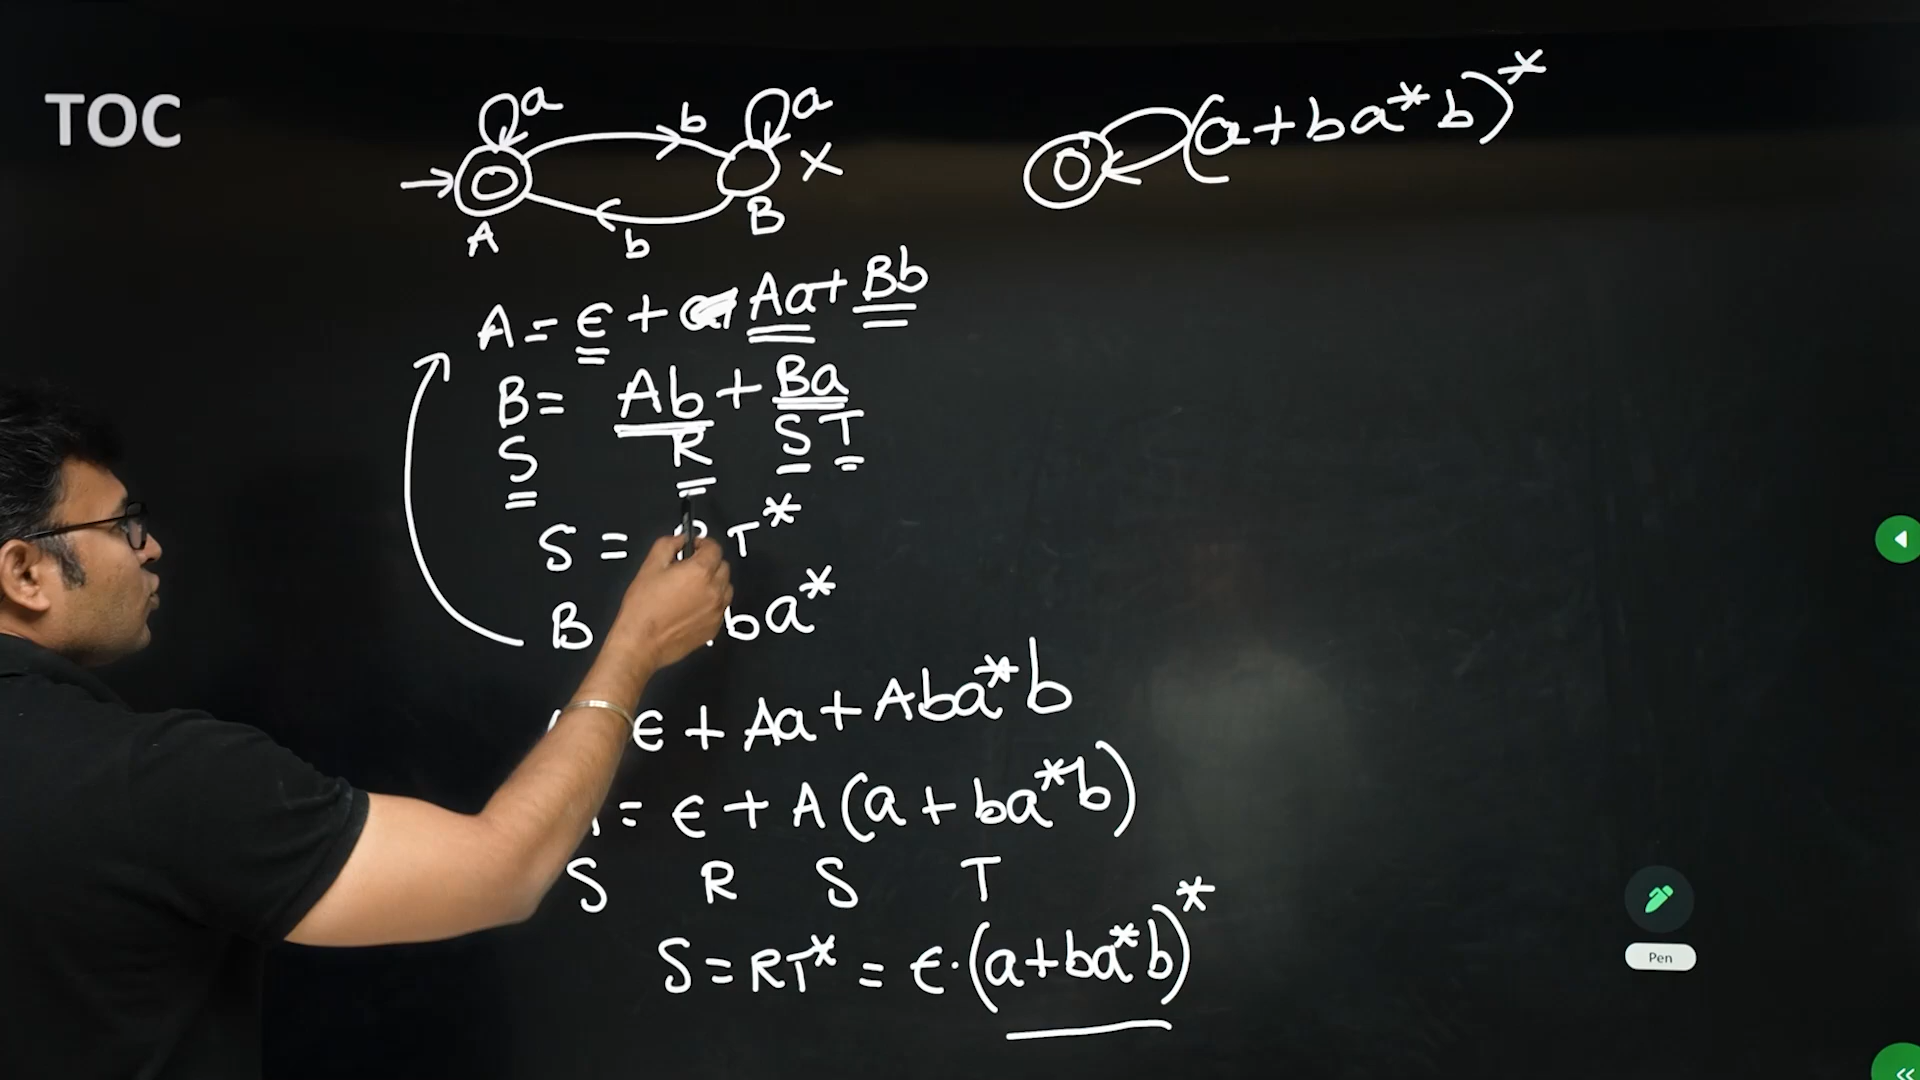 TOC
a
b
a
(a+ba*b)*
X
A
b
B
A = ε + Aa + Bb
B = Ab + Ba
S R S T
S = R T*
B ba*
ε + Aa + Aba*b
= ε + A (a + ba*b)
S R S T
S = RT* = ε·(a+ba*b)*
Pen